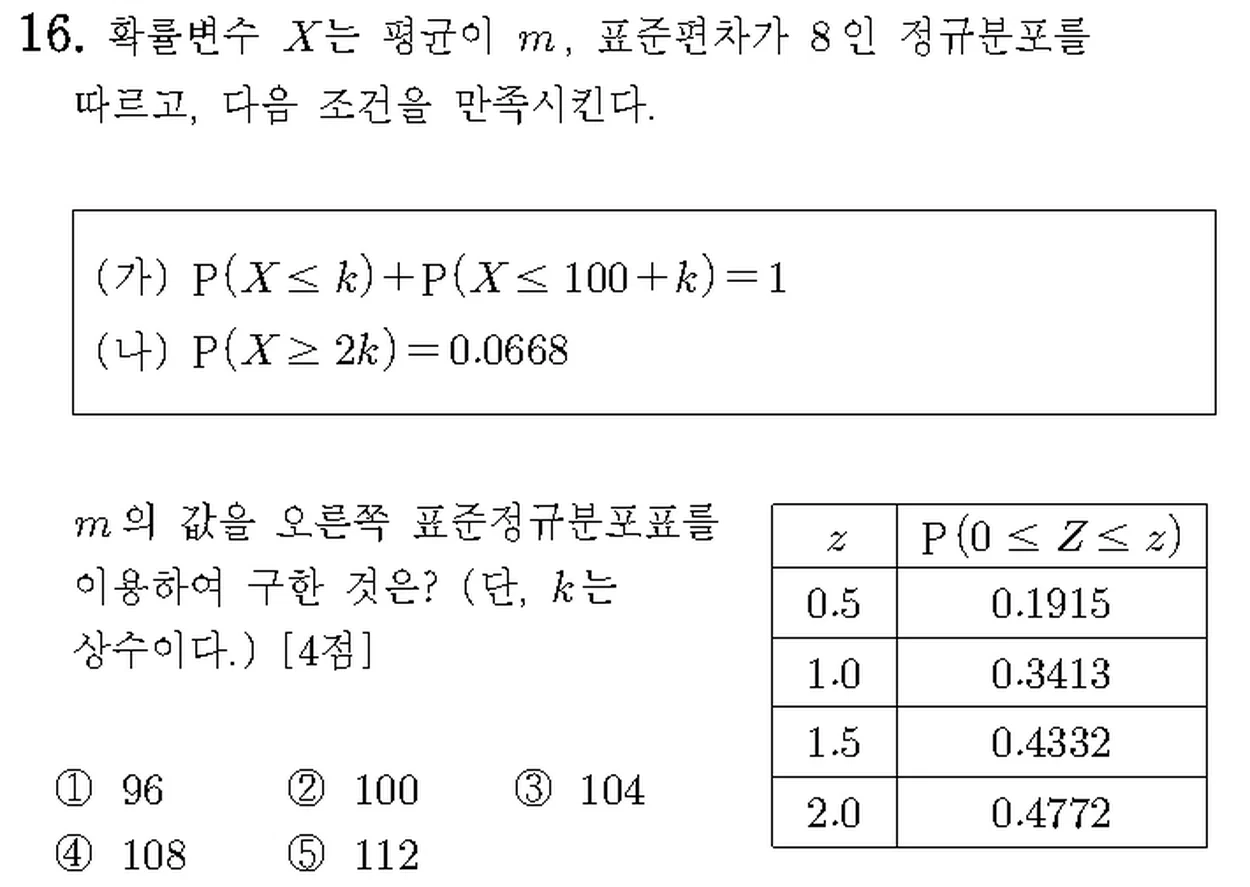 16. 확률변수 X는 평균이 m, 표준편차가 8인 정규분포를
따르고, 다음 조건을 만족시킨다.
(가) P(X≤ k)+P(X≤ 100+k)=1
(나) P(X≥ 2k)=0.0668
m의 값을 오른쪽 표준정규분포표를
이용하여 구한 것은? (단, k는
상수이다.) [4점]
z P(0 ≤ Z≤ z)
0.5 0.1915
1.0 0.3413
1.5 0.4332
2.0 0.4772
① 96 ② 100 ③ 104
④ 108 ⑤ 112